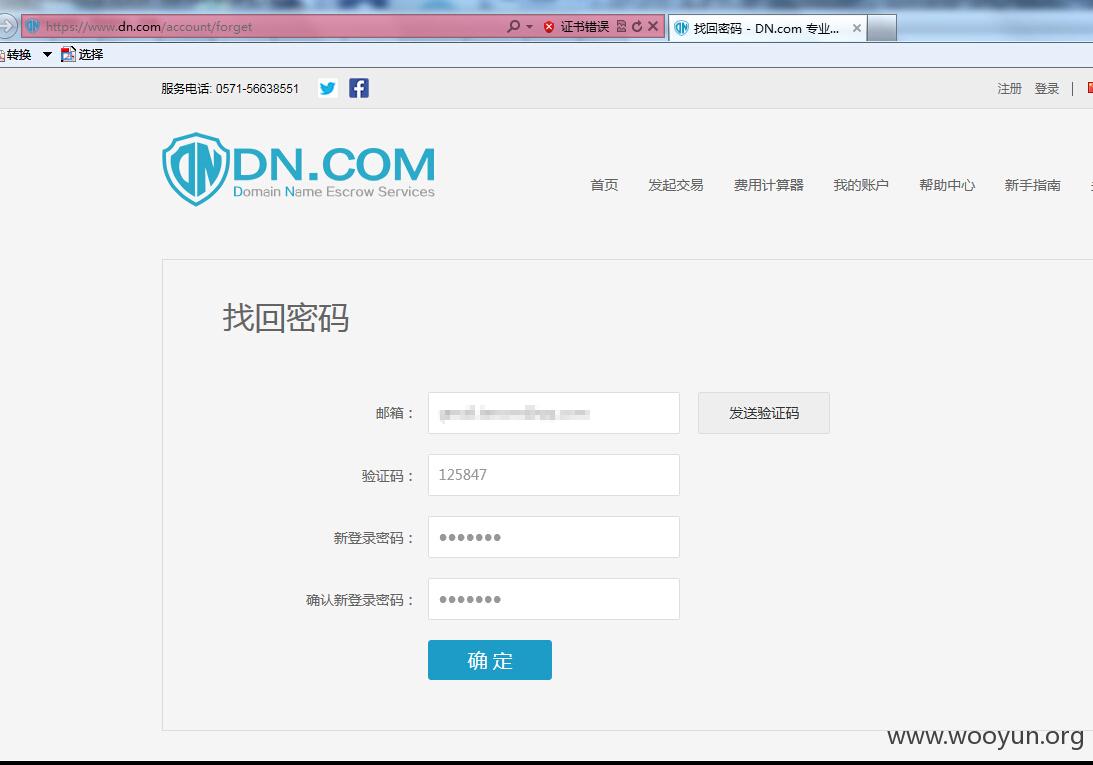 https://www.dn.com/account/forget
证书错误
找回密码 - DN.com 专业...
转换
选择
服务电话: 0571-56638551
注册 登录 |
DN.COM
Domain Name Escrow Services
首页 发起交易 费用计算器 我的账户 帮助中心 新手指南
找回密码
邮箱：
发送验证码
验证码：
125847
新登录密码：
•••••••
确认新登录密码：
•••••••
确 定
www.wooyun.org